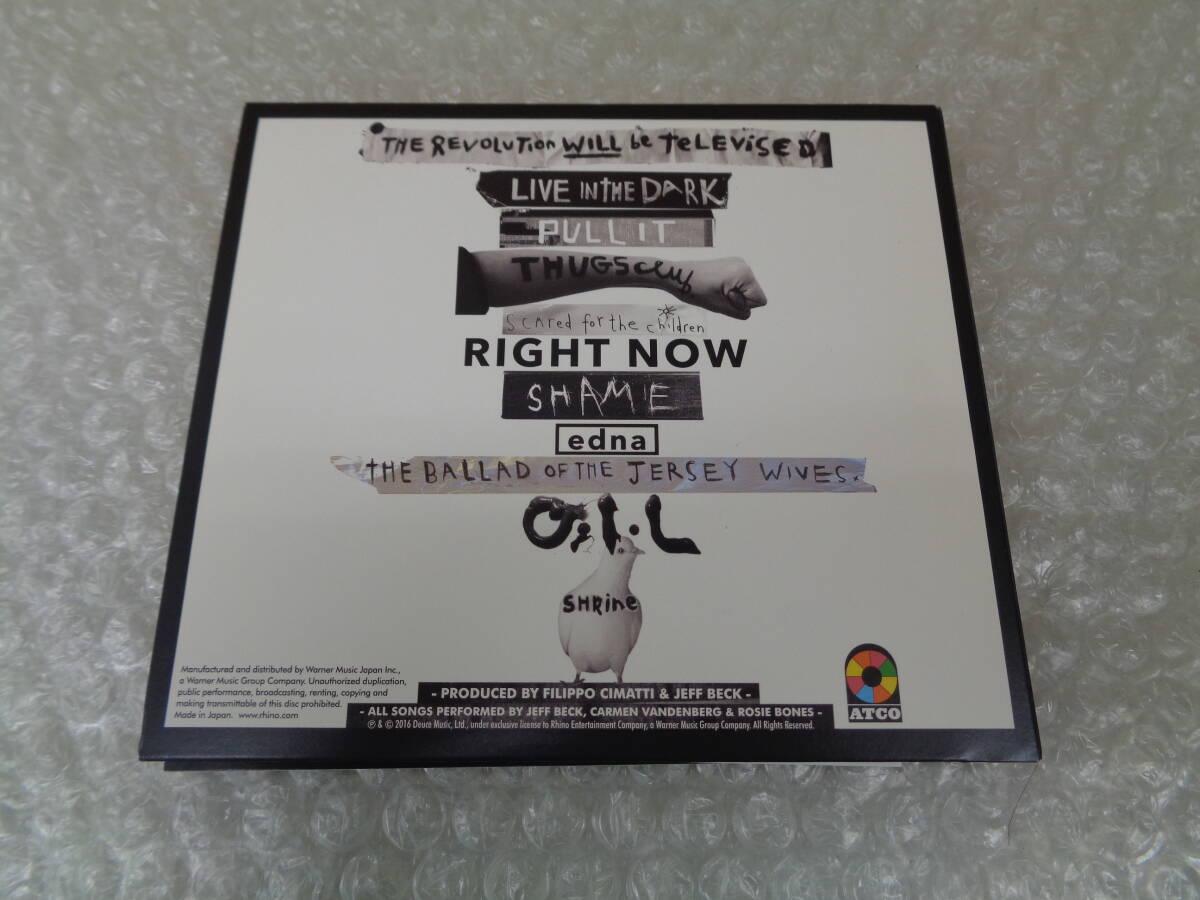 THE REVOLUTION WILL be TELEVISED
LIVE IN THE DARK
PULL IT
THUGS club
scared for the children
RIGHT NOW
SHAME
edna
THE BALLAD OF THE JERSEY WIVES.
O.I.L
SHRine
Manufactured and distributed by Warner Music Japan Inc.,
a Warner Music Group Company. Unauthorized duplication,
public performance, broadcasting, renting, copying and
making transmittable of this disc prohibited.
Made in Japan. www.rhino.com
- PRODUCED BY FILIPPO CIMATTI & JEFF BECK -
- ALL SONGS PERFORMED BY JEFF BECK, CARMEN VANDENBERG & ROSIE BONES -
℗ & © 2016 Deuce Music, Ltd., under exclusive license to Rhino Entertainment Company, a Warner Music Group Company. All Rights Reserved.
ATCO